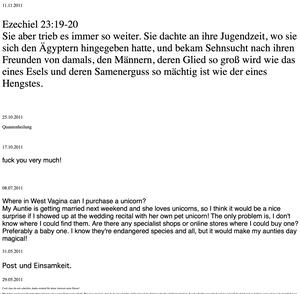 11.11.2011
Ezechiel 23:19-20
Sie aber trieb es immer so weiter. Sie dachte an ihre Jugendzeit, wo sie
sich den Ägyptern hingegeben hatte, und bekam Sehnsucht nach ihren
Freunden von damals, den Männern, deren Glied so groß wird wie das
eines Esels und deren Samenerguss so mächtig ist wie der eines
Hengstes.
25.10.2011
Quantenheilung
17.10.2011
fuck you very much!
08.07.2011
Where in West Vagina can I purchase a unicorn?
My Auntie is getting married next weekend and she loves unicorns, so I think it would be a nice
surprise if I showed up at the wedding recital with her own pet unicorn! The only problem is, I don't
know where I could find them. Are there any specialist shops or online stores where I could buy one?
Preferably a baby one. I know they're endangered species and all, but it would make my aunties day
magical!
31.05.2011
Post und Einsamkeit.
29.05.2011